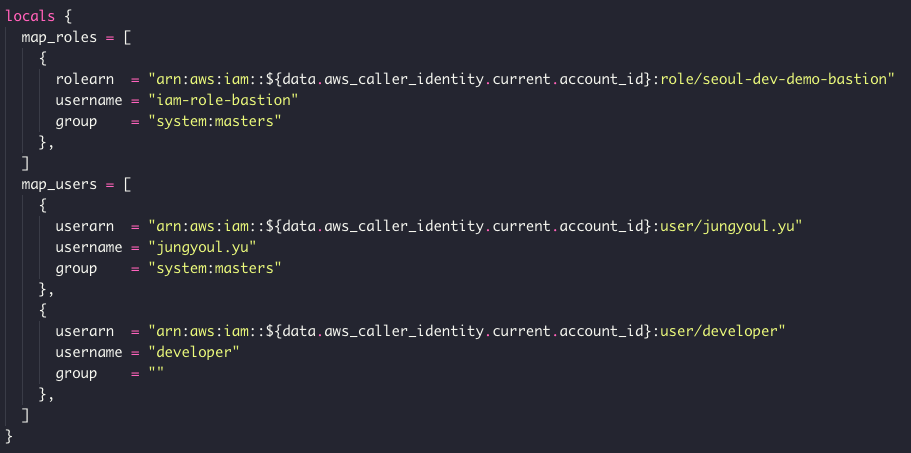 locals {
  map_roles = [
    {
      rolearn  = "arn:aws:iam::${data.aws_caller_identity.current.account_id}:role/seoul-dev-demo-bastion"
      username = "iam-role-bastion"
      group    = "system:masters"
    },
  ]
  map_users = [
    {
      userarn  = "arn:aws:iam::${data.aws_caller_identity.current.account_id}:user/jungyoul.yu"
      username = "jungyoul.yu"
      group    = "system:masters"
    },
    {
      userarn  = "arn:aws:iam::${data.aws_caller_identity.current.account_id}:user/developer"
      username = "developer"
      group    = ""
    },
  ]
}